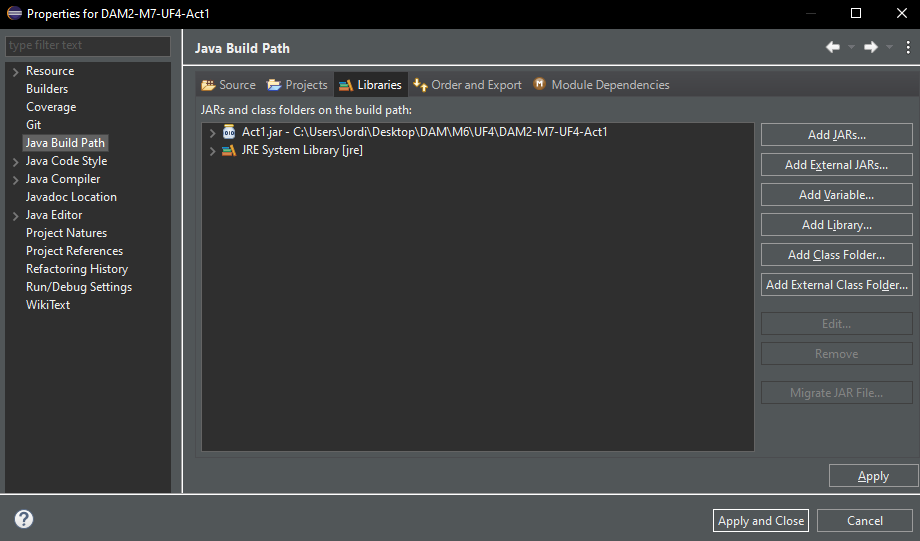 Properties for DAM2-M7-UF4-Act1
type filter text
Resource
Builders
Coverage
Git
Java Build Path
Java Code Style
Java Compiler
Javadoc Location
Java Editor
Project Natures
Project References
Refactoring History
Run/Debug Settings
WikiText
Java Build Path
Source Projects Libraries Order and Export Module Dependencies
JARs and class folders on the build path:
Act1.jar - C:\Users\Jordi\Desktop\DAM\M6\UF4\DAM2-M7-UF4-Act1
JRE System Library [jre]
Add JARs...
Add External JARs...
Add Variable...
Add Library...
Add Class Folder...
Add External Class Folder...
Edit...
Remove
Migrate JAR File...
Apply
Apply and Close Cancel